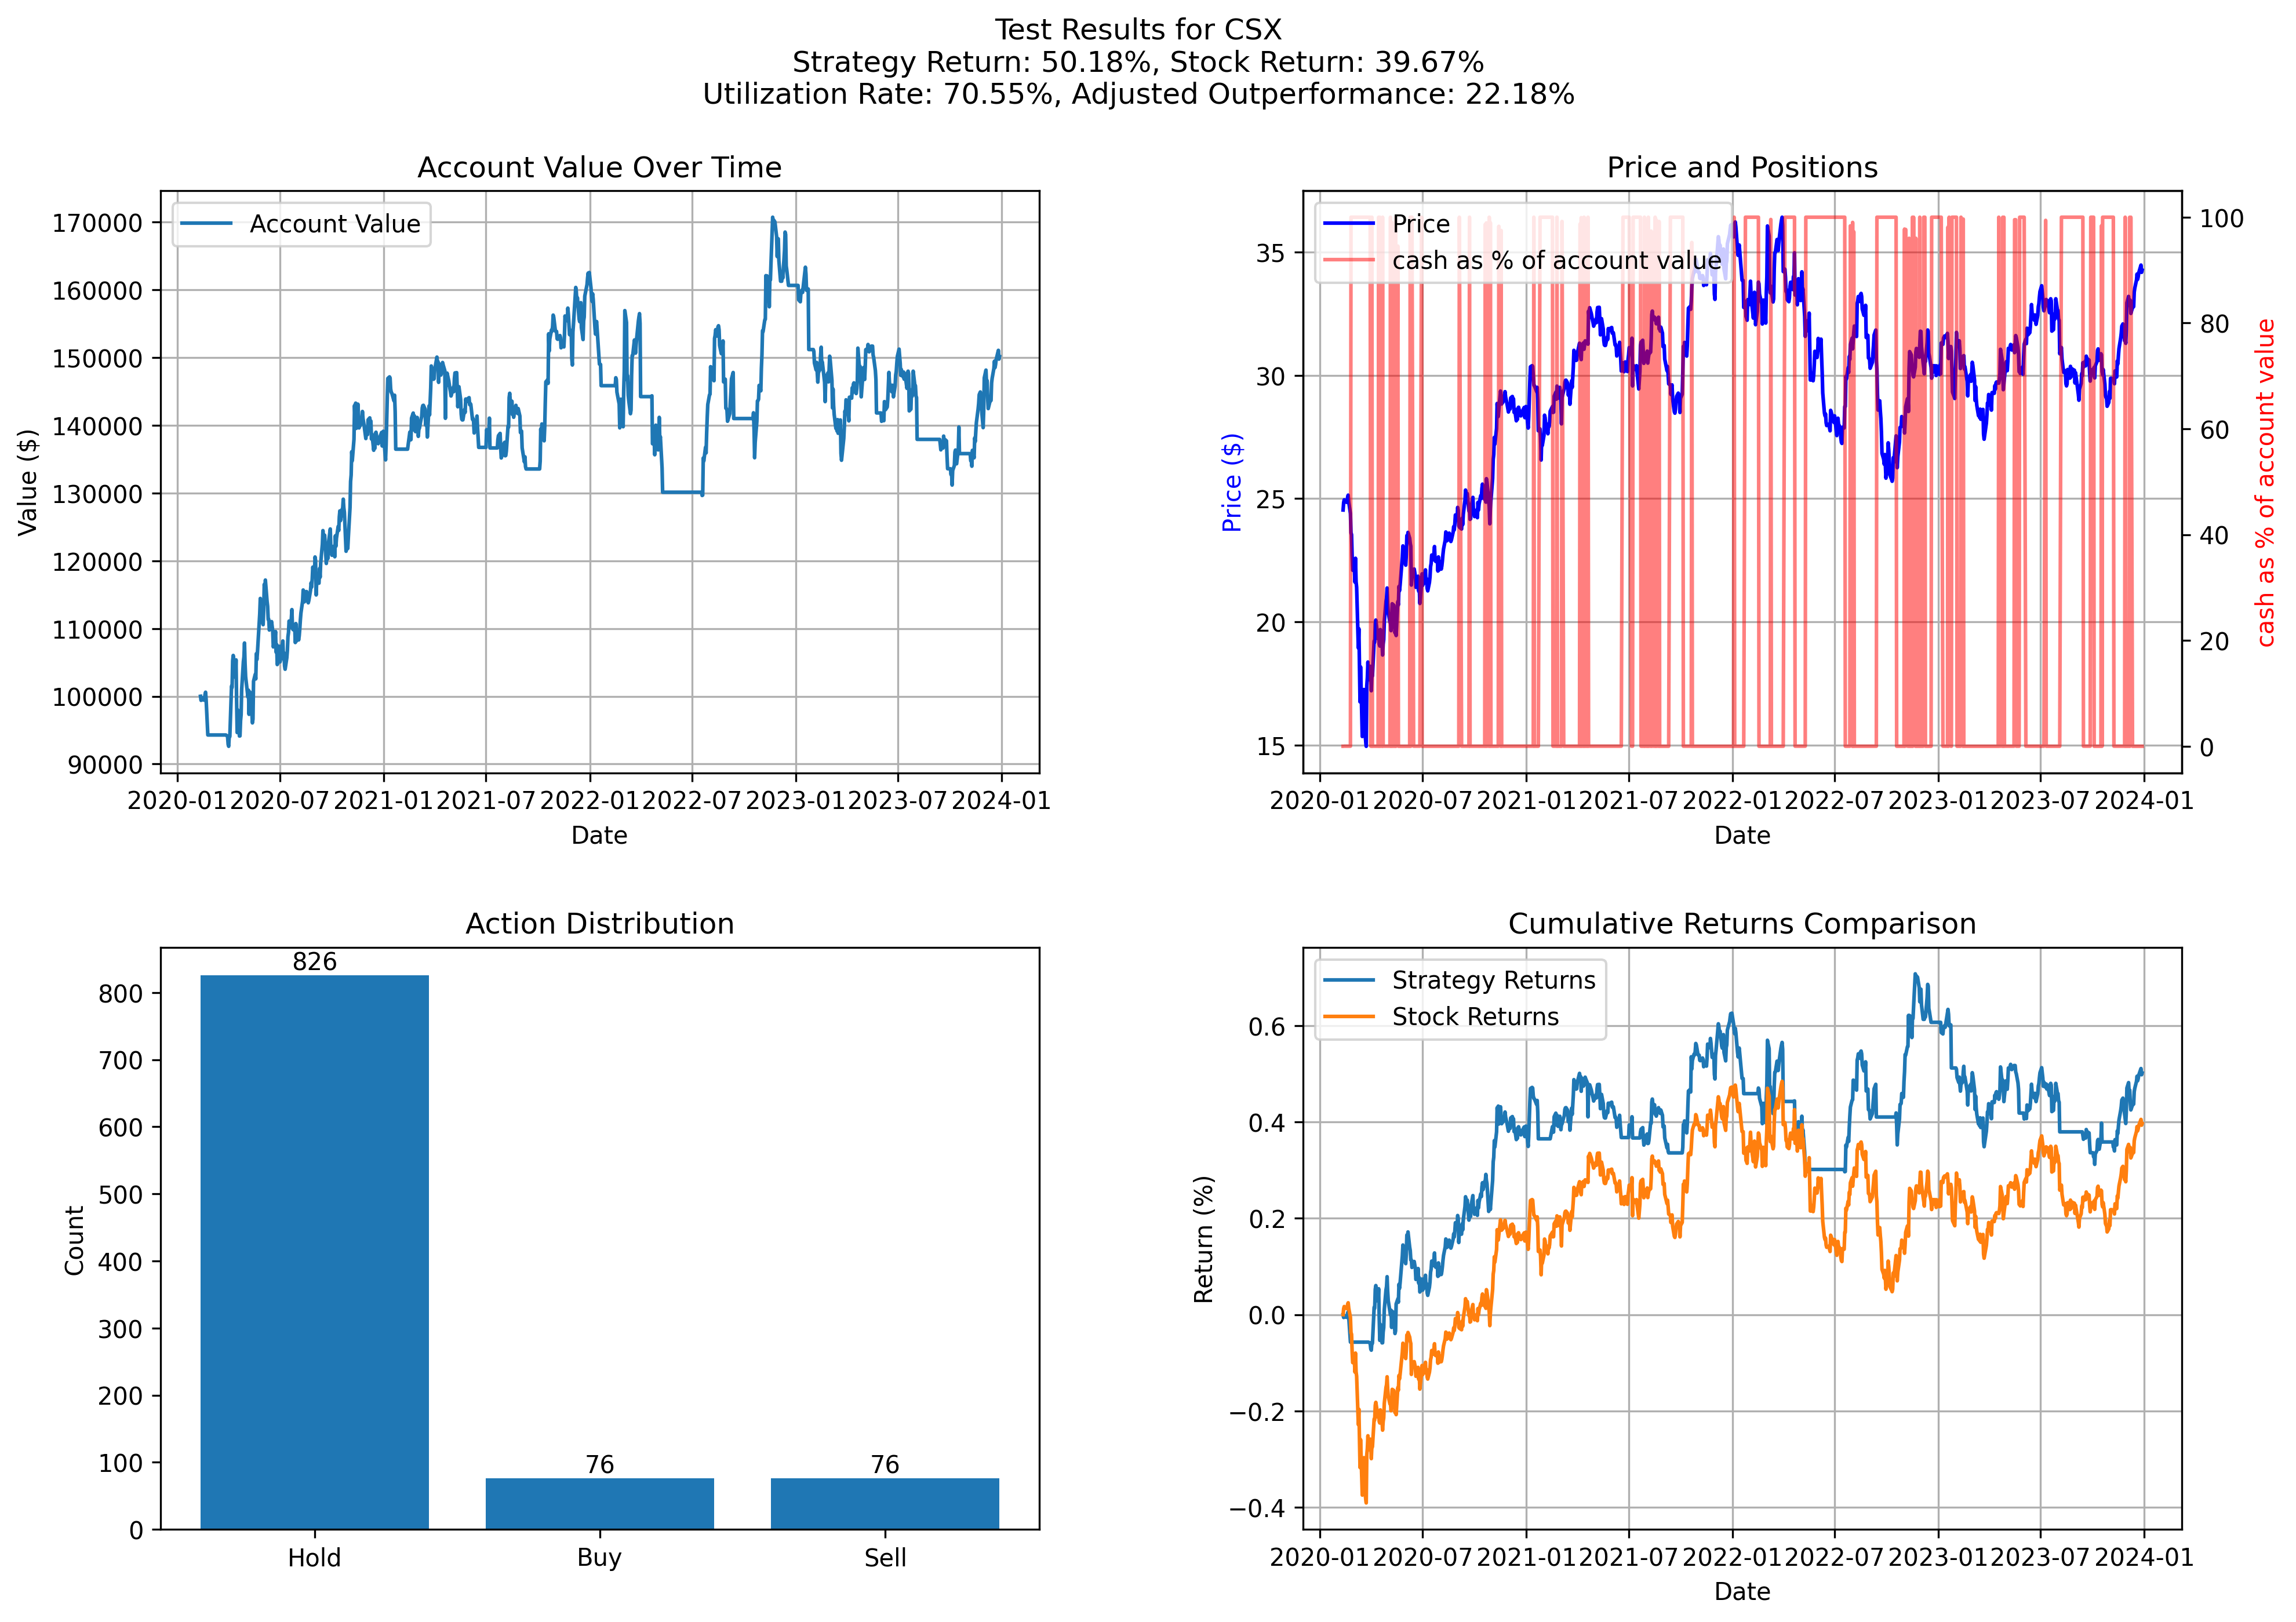 Test Results for CSX
Strategy Return: 50.18%, Stock Return: 39.67%
Utilization Rate: 70.55%, Adjusted Outperformance: 22.18%
Account Value Over Time
Account Value
170000
160000
150000
140000
130000
120000
110000
100000
90000
Value ($)
2020-01 2020-07 2021-01 2021-07 2022-01 2022-07 2023-01 2023-07 2024-01
Date
Price and Positions
Price
cash as % of account value
35
30
25
20
15
Price ($)
100
80
60
40
20
0
cash as % of account value
2020-01 2020-07 2021-01 2021-07 2022-01 2022-07 2023-01 2023-07 2024-01
Date
Action Distribution
826
76
76
800
700
600
500
400
300
200
100
0
Count
Hold Buy Sell
Cumulative Returns Comparison
Strategy Returns
Stock Returns
0.6
0.4
0.2
0.0
−0.2
−0.4
Return (%)
2020-01 2020-07 2021-01 2021-07 2022-01 2022-07 2023-01 2023-07 2024-01
Date